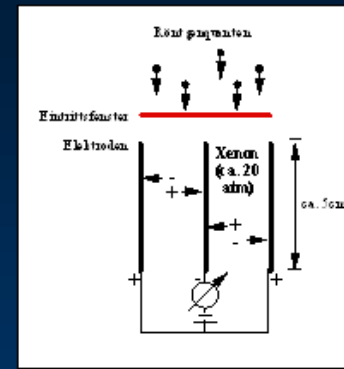 Röntgenquanten
Eintrittsfenster
Elektroden
Xenon
(ca. 20
atm)
- +
+ -
ca. 5cm
+ - +